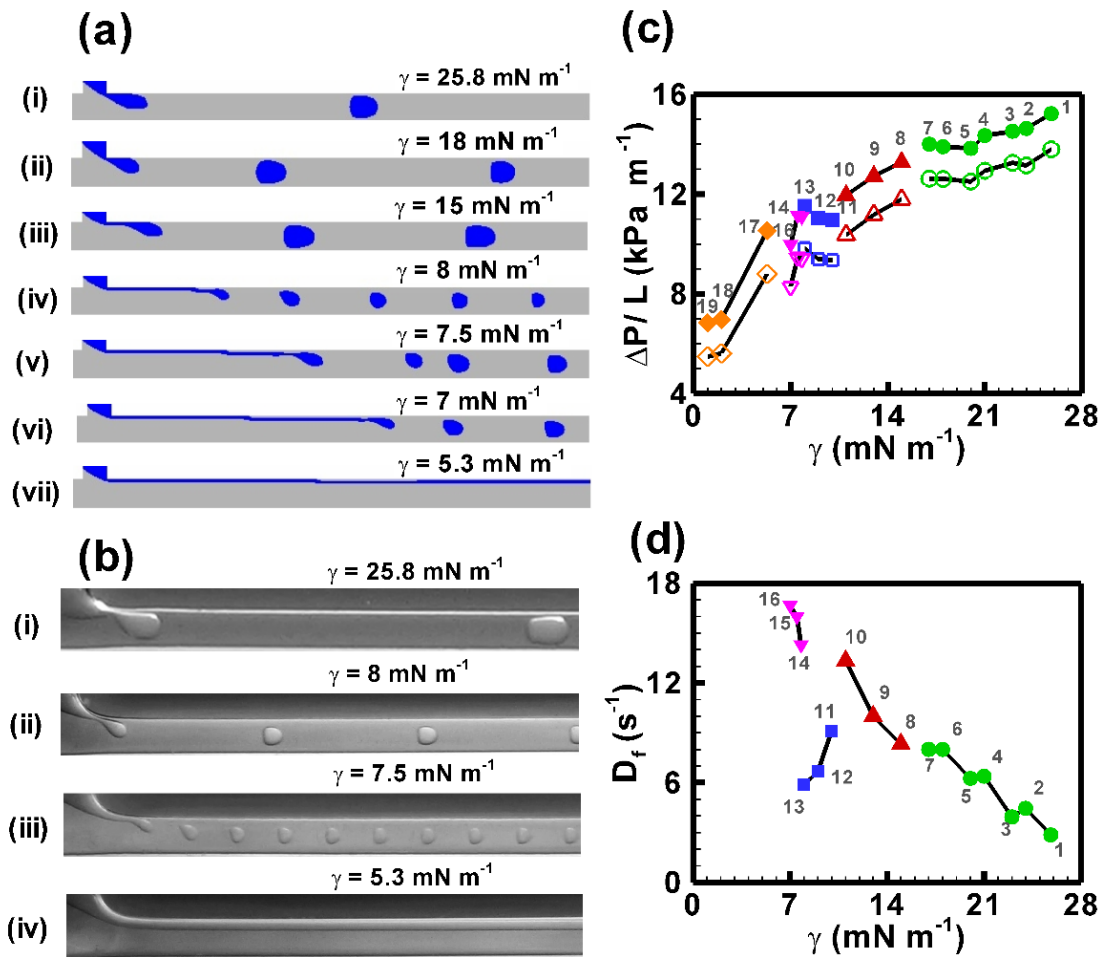 (a)
(i) γ = 25.8 mN m⁻¹
(ii) γ = 18 mN m⁻¹
(iii) γ = 15 mN m⁻¹
(iv) γ = 8 mN m⁻¹
(v) γ = 7.5 mN m⁻¹
(vi) γ = 7 mN m⁻¹
(vii) γ = 5.3 mN m⁻¹
(b)
γ = 25.8 mN m⁻¹
(i)
γ = 8 mN m⁻¹
(ii)
γ = 7.5 mN m⁻¹
(iii)
γ = 5.3 mN m⁻¹
(iv)
(c)
ΔP/ L (kPa m⁻¹)
16
12
8
4
19 18 17 16 14 13 12 11 10 9 8 7 6 5 4 3 2 1
0 7 14 21 28
γ (mN m⁻¹)
(d)
D_f (s⁻¹)
18
12
6
0
16 15 14 13 12 11 10 9 8 7 6 5 4 3 2 1
0 7 14 21 28
γ (mN m⁻¹)